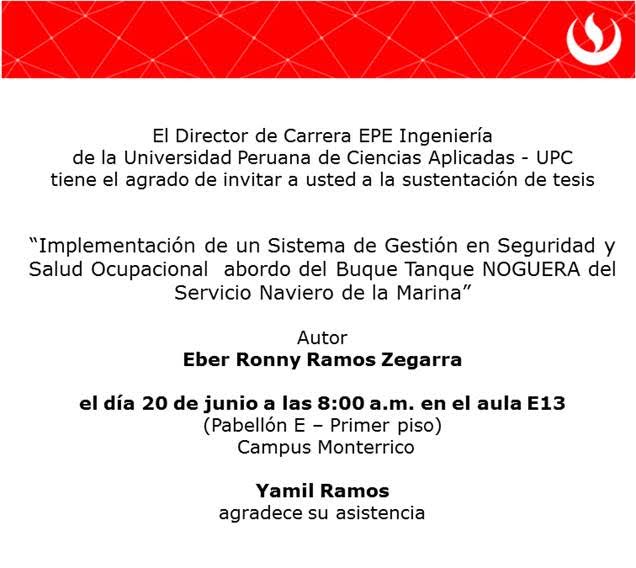 El Director de Carrera EPE Ingeniería
de la Universidad Peruana de Ciencias Aplicadas - UPC
tiene el agrado de invitar a usted a la sustentación de tesis
“Implementación de un Sistema de Gestión en Seguridad y
Salud Ocupacional abordo del Buque Tanque NOGUERA del
Servicio Naviero de la Marina”
Autor
Eber Ronny Ramos Zegarra
el día 20 de junio a las 8:00 a.m. en el aula E13
(Pabellón E – Primer piso)
Campus Monterrico
Yamil Ramos
agradece su asistencia